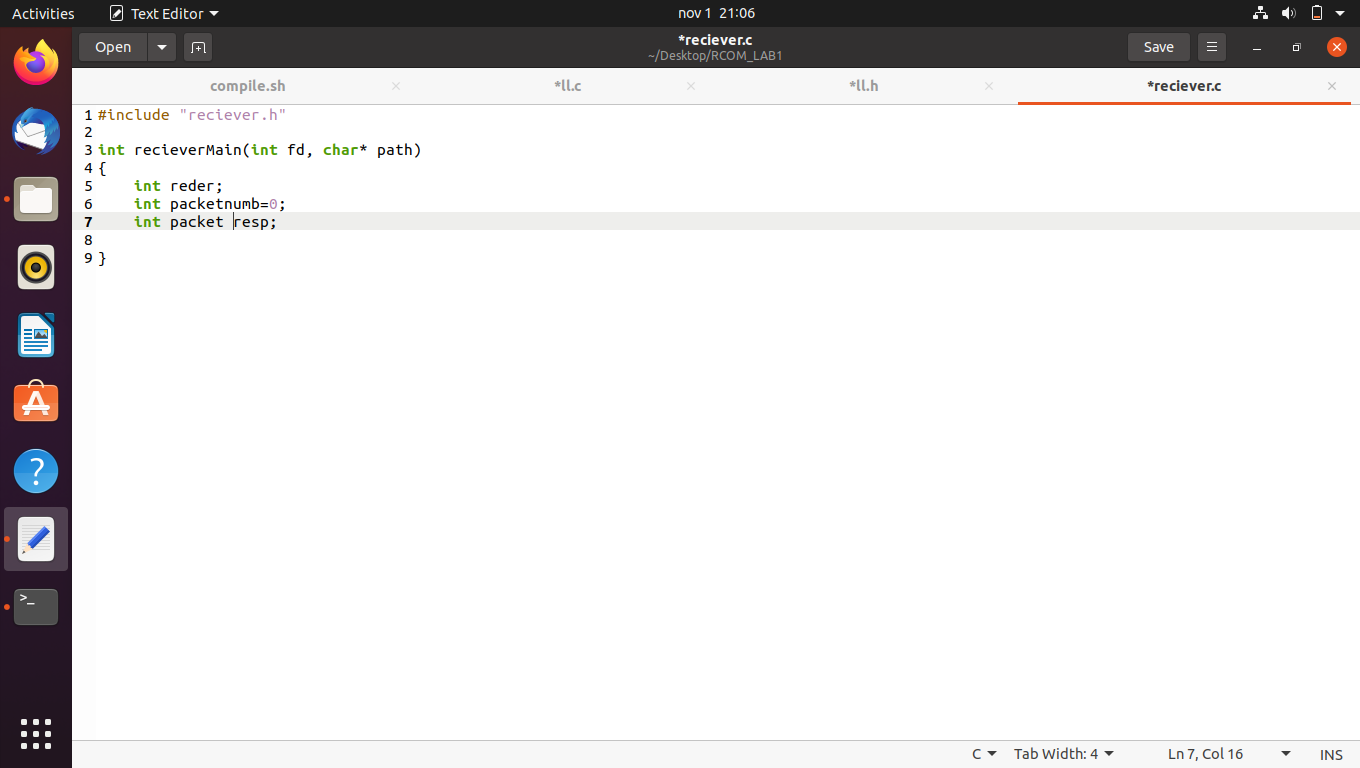 Activities Text Editor nov 1 21:06
Open *reciever.c Save
~/Desktop/RCOM_LAB1
compile.sh *ll.c *ll.h *reciever.c
1 #include "reciever.h"
2
3 int recieverMain(int fd, char* path)
4 {
5 int reder;
6 int packetnumb=0;
7 int packet resp;
8
9 }
C Tab Width: 4 Ln 7, Col 16 INS